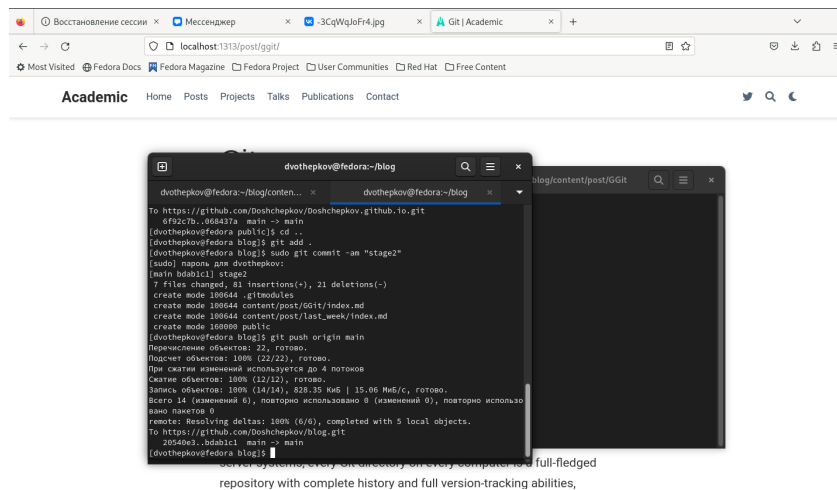 Восстановление сессии
Мессенджер
-3CqWqJoFr4.jpg
Git | Academic
localhost:1313/post/ggit/
Most Visited
Fedora Docs
Fedora Magazine
Fedora Project
User Communities
Red Hat
Free Content
Academic
Home
Posts
Projects
Talks
Publications
Contact
dvothepkov@fedora:~/blog
blog/content/post/GGit
dvothepkov@fedora:~/blog/conten...
dvothepkov@fedora:~/blog
To https://github.com/Doshchepkov/Doshchepkov.github.io.git
6f92c7b..068437a main -> main
[dvothepkov@fedora public]$ cd ..
[dvothepkov@fedora blog]$ git add .
[dvothepkov@fedora blog]$ sudo git commit -am "stage2"
[sudo] пароль для dvothepkov:
[main bdab1c1] stage2
7 files changed, 81 insertions(+), 21 deletions(-)
create mode 100644 .gitmodules
create mode 100644 content/post/GGit/index.md
create mode 100644 content/post/last_week/index.md
create mode 160000 public
[dvothepkov@fedora blog]$ git push origin main
Перечисление объектов: 22, готово.
Подсчет объектов: 100% (22/22), готово.
При сжатии изменений используется до 4 потоков
Сжатие объектов: 100% (12/12), готово.
Запись объектов: 100% (14/14), 828.35 КиБ | 15.06 МиБ/с, готово.
Всего 14 (изменений 6), повторно использовано 0 (изменений 0), повторно использо
вано пакетов 0
remote: Resolving deltas: 100% (6/6), completed with 5 local objects.
To https://github.com/Doshchepkov/blog.git
20540e3..bdab1c1 main -> main
[dvothepkov@fedora blog]$
server systems, every Git directory on every computer is a full-fledged
repository with complete history and full version-tracking abilities,